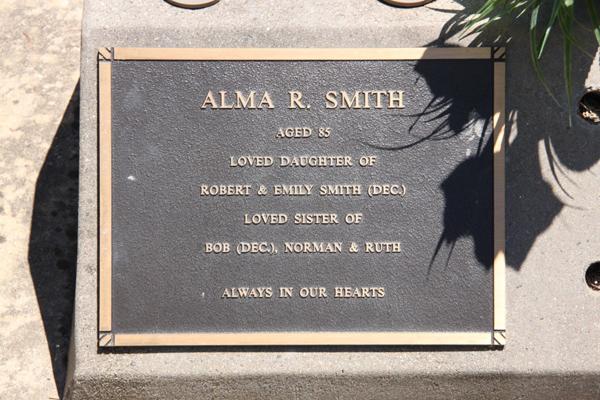 ALMA R. SMITH
AGED 85
LOVED DAUGHTER OF
ROBERT & EMILY SMITH (DEC.)
LOVED SISTER OF
BOB (DEC.), NORMAN & RUTH
ALWAYS IN OUR HEARTS